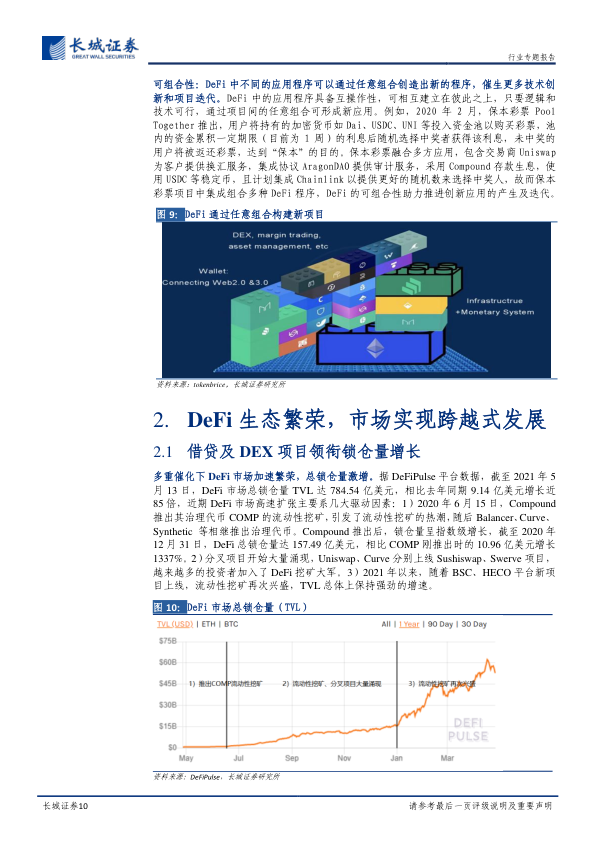 长城证券
GREAT WALL SECURITIES
行业专题报告
可组合性：DeFi 中不同的应用程序可以通过任意组合创造出新的程序，催生更多技术创
新和项目迭代。DeFi 中的应用程序具备互操作性，可相互建立在彼此之上，只要逻辑和
技术可行，通过项目间的任意组合可形成新应用。例如，2020 年 2 月，保本彩票 Pool
Together 推出，用户将持有的加密货币如 Dai、USDC、UNI 等投入资金池以购买彩票，池
内的资金累积一定期限（目前为 1 周）的利息后随机选择中奖者获得该利息，未中奖的
用户将被返还彩票，达到“保本”的目的。保本彩票融合多方应用，包含交易商 Uniswap
为客户提供换汇服务，集成协议 AragonDAO 提供审计服务，采用 Compound 存款生息，使
用 USDC 等稳定币，且计划集成 Chainlink 以提供更好的随机数来选择中奖人，故而保本
彩票项目中集成组合多种 DeFi 程序，DeFi 的可组合性助力推进创新应用的产生及迭代。
图 9： DeFi 通过任意组合构建新项目
DEX, margin trading,
asset management, etc
Wallet:
Connecting Web2.0 &3.0
Infrastructrue
+Monetary System
资料来源：tokenbrice，长城证券研究所
2. DeFi 生态繁荣，市场实现跨越式发展
2.1 借贷及 DEX 项目领衔锁仓量增长
多重催化下 DeFi 市场加速繁荣，总锁仓量激增。据 DeFiPulse 平台数据，截至 2021 年 5
月 13 日，DeFi 市场总锁仓量 TVL 达 784.54 亿美元，相比去年同期 9.14 亿美元增长近
85 倍，近期 DeFi 市场高速扩张主要系几大驱动因素：1）2020 年 6 月 15 日，Compound
推出其治理代币 COMP 的流动性挖矿，引发了流动性挖矿的热潮，随后 Balancer、Curve、
Synthetic 等相继推出治理代币。Compound 推出后，锁仓量呈指数级增长，截至 2020 年
12 月 31 日，DeFi 总锁仓量达 157.49 亿美元，相比 COMP 刚推出时的 10.96 亿美元增长
1337%。2）分叉项目开始大量涌现，Uniswap、Curve 分别上线 Sushiswap、Swerve 项目，
越来越多的投资者加入了 DeFi 挖矿大军。3）2021 年以来，随着 BSC、HECO 平台新项
目上线，流动性挖矿再次兴盛，TVL 总体上保持强劲的增速。
图 10： DeFi 市场总锁仓量（TVL）
TVL (USD) | ETH | BTC
All | 1 Year | 90 Day | 30 Day
$75B
$60B
$45B
$30B
$15B
$0
1）推出COMP流动性挖矿
2）流动性挖矿、分叉项目大量涌现
3）流动性挖矿再次兴盛
DEFI
PULSE
May
Jul
Sep
Nov
Jan
Mar
资料来源：DeFiPulse，长城证券研究所
长城证券10
请参考最后一页评级说明及重要声明